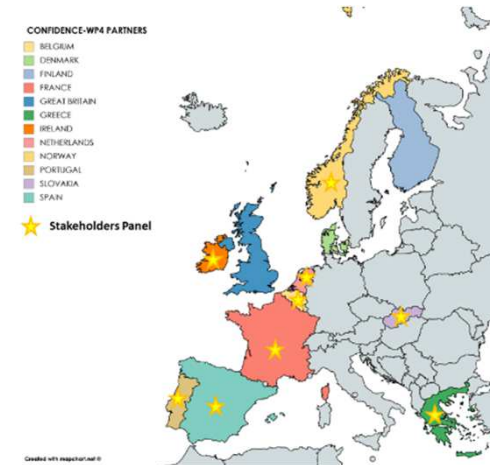 CONFIDENCE-WP4 PARTNERS
BELGIUM
DENMARK
FINLAND
FRANCE
GREAT BRITAIN
GREECE
IRELAND
NETHERLANDS
NORWAY
PORTUGAL
SLOVAKIA
SPAIN
Stakeholders Panel
Created with mapchart.net ©